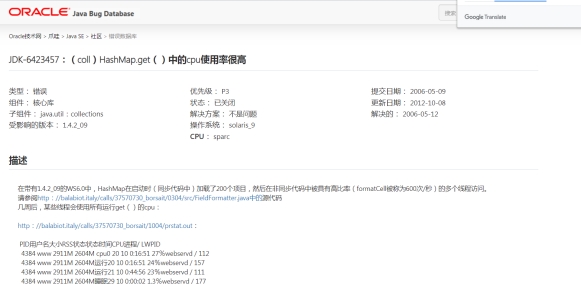 ORACLE Java Bug Database
搜索
Google Translate
Oracle技术网 > 爪哇 > Java SE > 社区 > 错误数据库
JDK-6423457：（coll）HashMap.get（）中的cpu使用率很高
类型： 错误
优先级： P3
提交日期： 2006-05-09
组件： 核心库
状态： 已关闭
更新日期： 2012-10-08
子组件： java.util：collections
解决方案： 不是问题
解决的： 2006-05-12
受影响的版本： 1.4.2_09
操作系统： solaris_9
CPU： sparc
描述
在带有1.4.2_09的WS6.0中，HashMap在启动时（同步代码中）加载了200个项目，然后在非同步代码中被具有高比率（formatCell被称为600次/秒）的多个线程访问。
请参阅http：//balabiot.italy/calls/37570730_borsait/0304/src/FieldFormatter.java中的源代码
几周后，某些线程会使用所有运行get（）的cpu：
http：//balabiot.italy/calls/37570730_borsait/1004/prstat.out：
PID用户名大小RSS状态状态时间CPU进程/ LWPID
4384 www 2911M 2604M cpu0 20 10 0:16:51 27％webservd / 112
4384 www 2911M 2604M运行20 10 0:16:51 24％webservd / 157
4384 www 2911M 2604M运行21 10 0:44:56 23％webservd / 111
4384 www 2911M 2604M睡眠29 10 0:00:02 1.3％webservd / 177